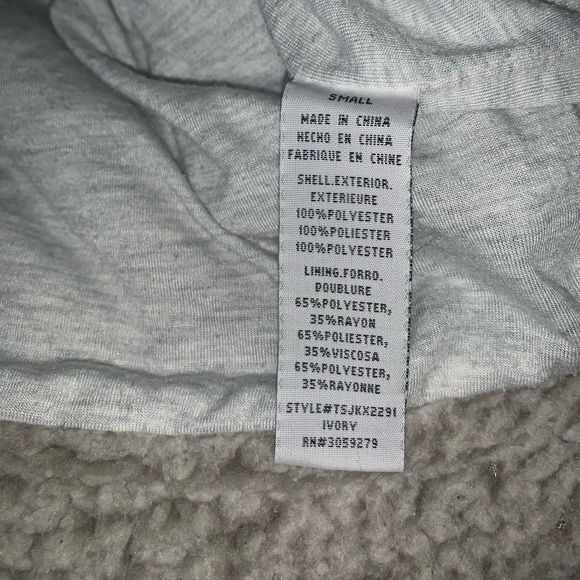 SMALL
MADE IN CHINA
HECHO EN CHINA
FABRIQUE EN CHINE
SHELL.EXTERIOR.
EXTERIEURE
100%POLYESTER
100%POLIESTER
100%POLYESTER
LINING.FORRO.
DOUBLURE
65%POLYESTER,
35%RAYON
65%POLIESTER,
35%VISCOSA
65%POLYESTER,
35%RAYONNE
STYLE#TSJKX2291
IVORY
RN#3059279